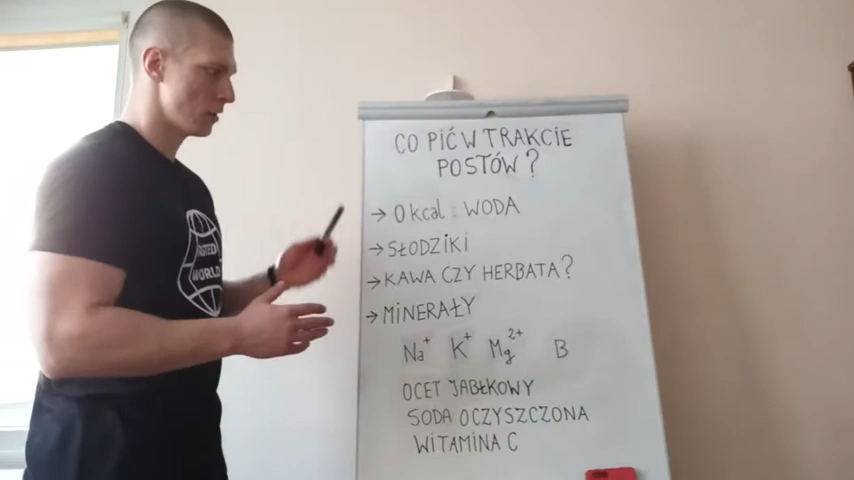 CO PIĆ W TRAKCIE
POSTÓW?
→ 0 kcal : WODA
→ SŁODZIKI
→ KAWA CZY HERBATA?
→ MINERAŁY
Na⁺ K⁺ Mg²⁺ B
OCET JABŁKOWY
SODA OCZYSZCZONA
WITAMINA C
WORLD